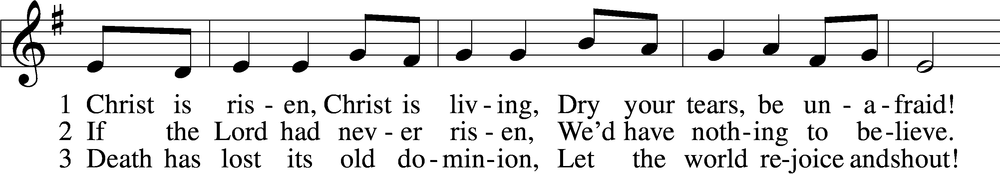 1 Christ is ris - en, Christ is liv - ing, Dry your tears, be un - a - fraid!
2 If the Lord had nev - er ris - en, We’d have noth - ing to be - lieve.
3 Death has lost its old do - min - ion, Let the world re - joice and shout!